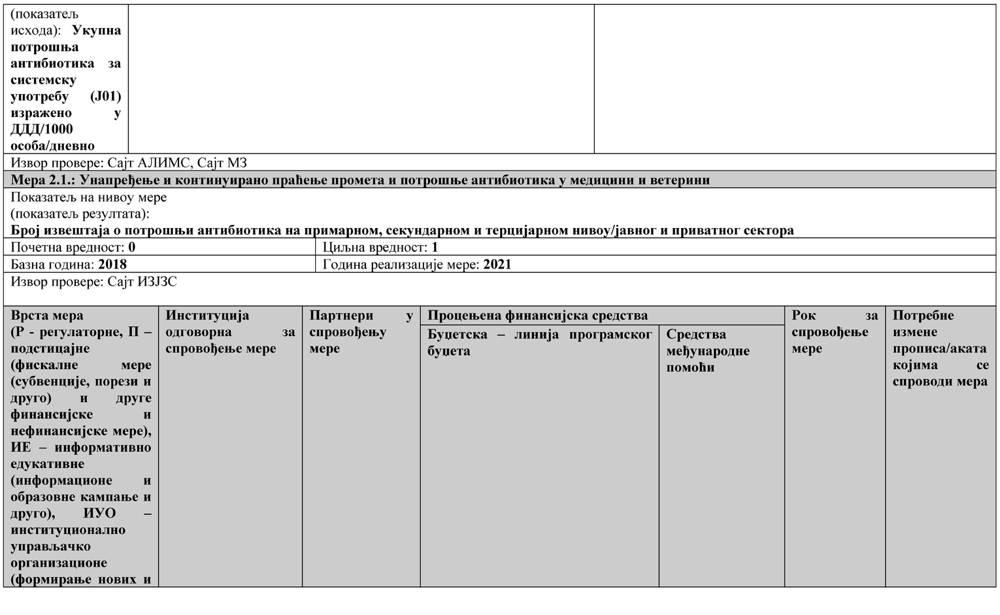 (показатељ
исхода): Укупна
потрошња
антибиотика за
системску
употребу (Ј01)
изражено у
ДДД/1000
особа/дневно
Извор провере: Сајт АЛИМС, Сајт МЗ
Мера 2.1.: Унапређење и континуирано праћење промета и потрошње антибиотика у медицини и ветерини
Показатељ на нивоу мере
(показатељ резултата):
Број извештаја о потрошњи антибиотика на примарном, секундарном и терцијарном нивоу/јавног и приватног сектора
Почетна вредност: 0
Циљна вредност: 1
Базна година: 2018
Година реализације мере: 2021
Извор провере: Сајт ИЗЈЗС
Врста мера
(Р - регулаторне, П –
подстицајне
(фискалне мере
(субвенције, порези и
друго) и друге
финансијске и
нефинансијске мере),
ИЕ – информативно
едукативне
(информационе и
образовне кампање и
друго), ИУО –
институционално
управљачко
организационе
(формирање нових и
Институција
одговорна за
спровођење мере
Партнери у
спровођењу
мере
Процењена финансијска средства
Буџетска – линија програмског
буџета
Средства
међународне
помоћи
Рок за
спровођење
мере
Потребне
измене
прописа/аката
којима се
спроводи мера